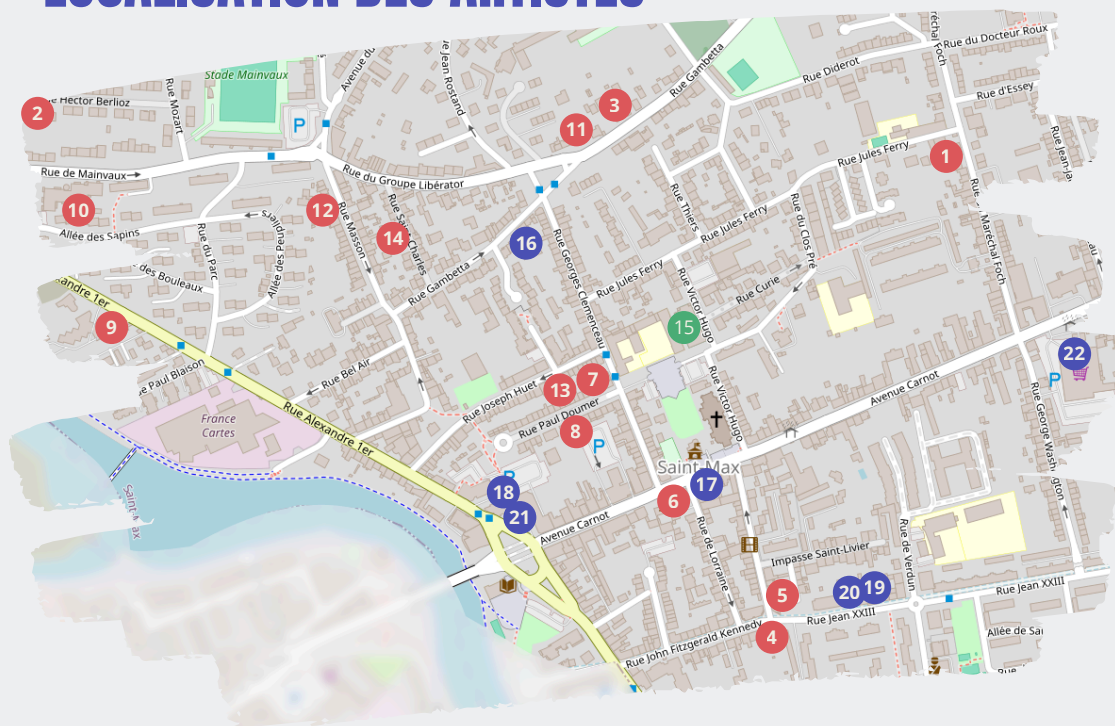 LOCALISATION DES ARTISTES
Stade Mainvaux
Avenue du
Jean Rostand
Rue Gambetta
Rue Diderot
Rue du Docteur Roux
Foch
Hector Berlioz
Rue Mozart
Rue d'Essey
2
P
3
11
1
Rue de Mainvaux
Rue du Groupe Libérator
Rue Jules Ferry
10
12
14
16
Allée des Sapins
Rue du Parc
Allée des Peupliers
Rue Masson
Rue Saint-Charles
Rue Gambetta
Rue Georges Clemenceau
Rue Thiers
Rue Jules Ferry
Rue Jules Ferry
Rue du Clos Pré
Rue Maréchal Foch
des Bouleaux
andre 1er
Rue Victor Hugo
Rue Curie
9
15
22
P
Paul Blaison
Rue Bel Air
Rue Joseph Huet
13
7
Rue Paul Doumer
8
P
Rue Victor Hugo
Avenue Carnot
Rue George Washington
France
Cartes
Rue Alexandre 1er
Saint-Max
P
18
21
17
6
Avenue Carnot
Rue de Lorraine
Impasse Saint-Livier
Rue de Verdun
5
20
19
Rue Jean XXIII
Rue Jean XXIII
4
Rue John Fitzgerald Kennedy
Allée de
Rue